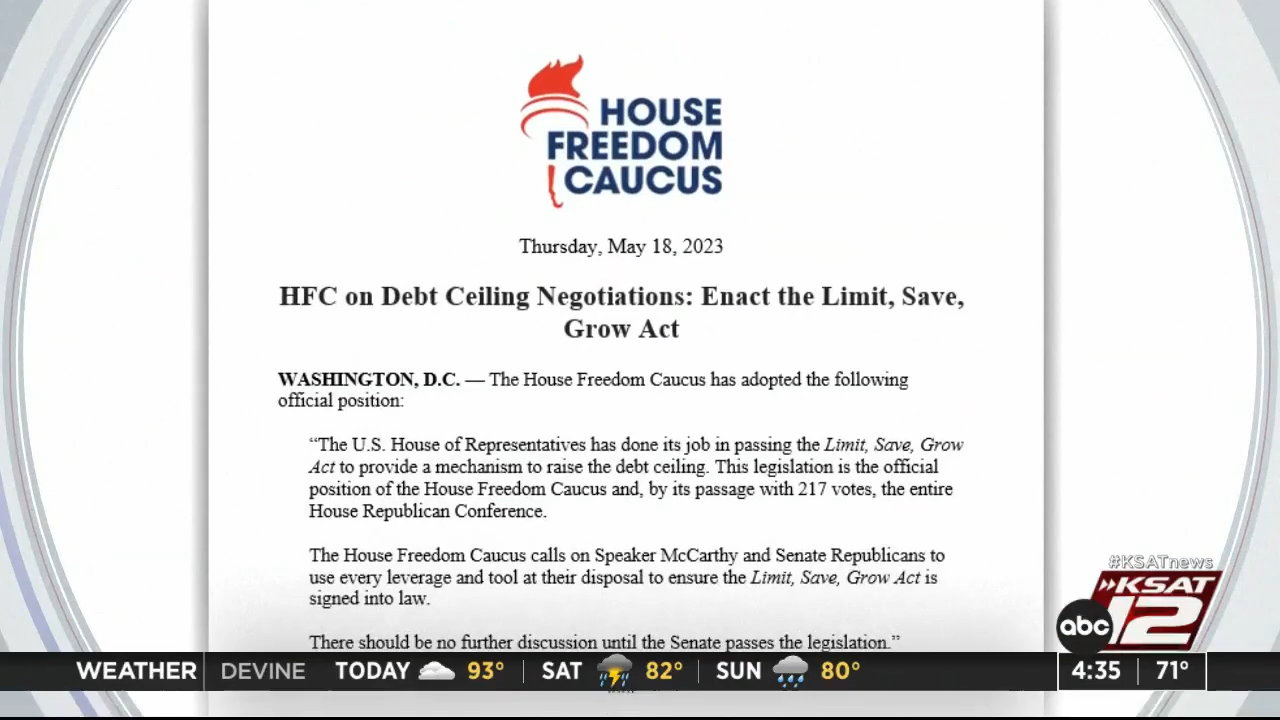 HOUSE
FREEDOM
CAUCUS
Thursday, May 18, 2023
HFC on Debt Ceiling Negotiations: Enact the Limit, Save,
Grow Act
WASHINGTON, D.C. — The House Freedom Caucus has adopted the following
official position:
“The U.S. House of Representatives has done its job in passing the Limit, Save, Grow
Act to provide a mechanism to raise the debt ceiling. This legislation is the official
position of the House Freedom Caucus and, by its passage with 217 votes, the entire
House Republican Conference.
The House Freedom Caucus calls on Speaker McCarthy and Senate Republicans to
use every leverage and tool at their disposal to ensure the Limit, Save, Grow Act is
signed into law.
There should be no further discussion until the Senate passes the legislation.”
#KSATnews
KSAT
abc 12
WEATHER DEVINE TODAY 93° SAT 82° SUN 80° 4:35 71°